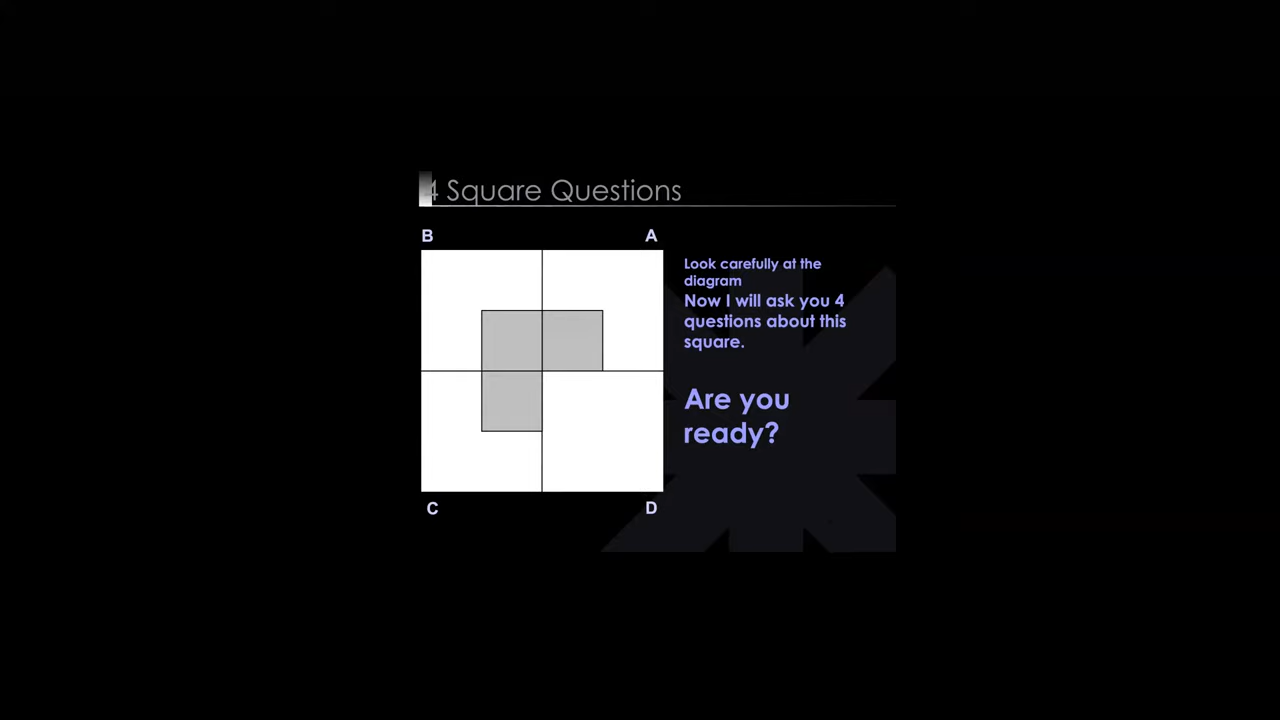 4 Square Questions
B
A
Look carefully at the
diagram
Now I will ask you 4
questions about this
square.
Are you
ready?
C
D